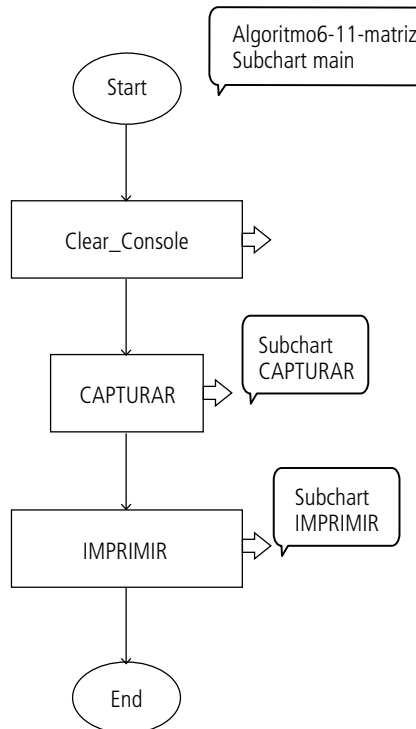 Algoritmo6-11-matriz
Subchart main
Start
Clear_Console
Subchart
CAPTURAR
CAPTURAR
Subchart
IMPRIMIR
IMPRIMIR
End